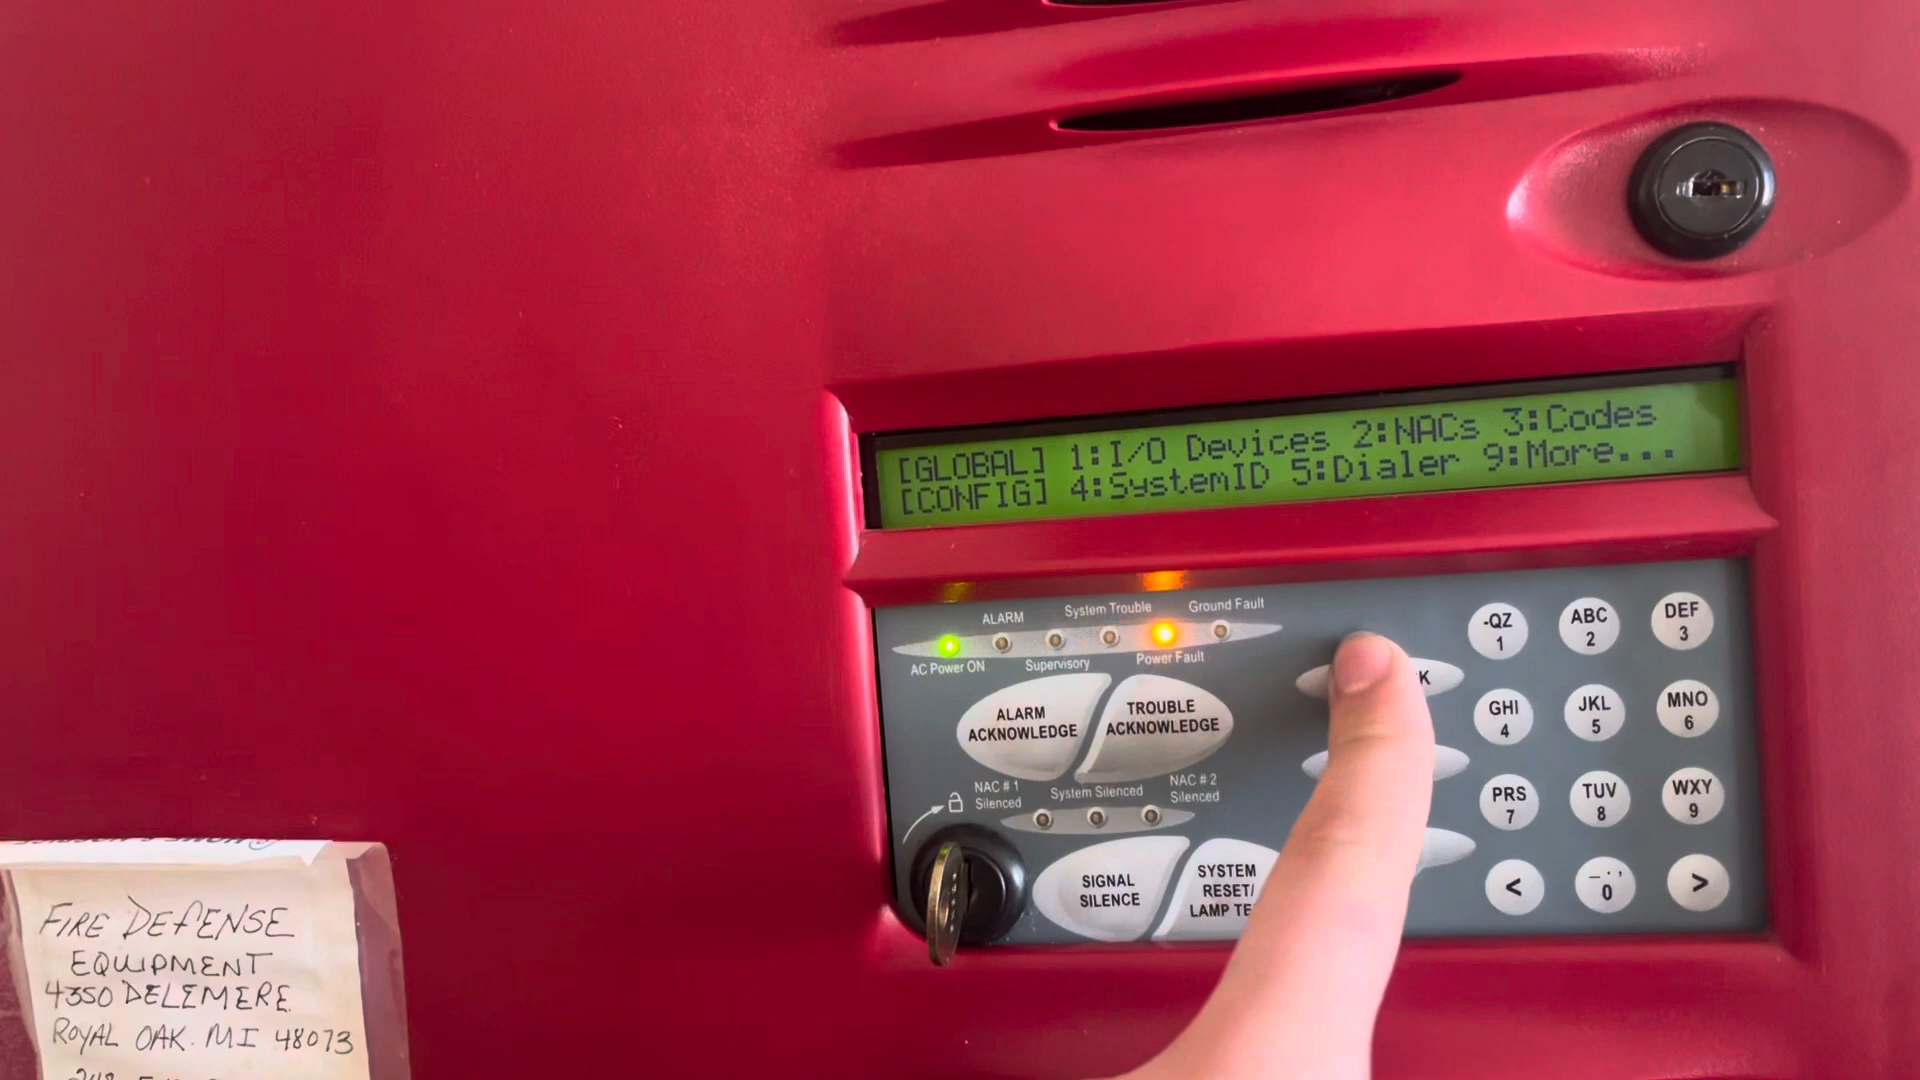 [GLOBAL] 1:I/O Devices 2:NACs 3:Codes
[CONFIG] 4:SystemID 5:Dialer 9:More...
ALARM
System Trouble
Ground Fault
AC Power ON
Supervisory
Power Fault
ALARM
ACKNOWLEDGE
TROUBLE
ACKNOWLEDGE
NAC # 1
Silenced
System Silenced
NAC # 2
Silenced
SIGNAL
SILENCE
SYSTEM
RESET/
LAMP TE
K
-QZ
1
ABC
2
DEF
3
GHI
4
JKL
5
MNO
6
PRS
7
TUV
8
WXY
9
<
0
>
FIRE DEFENSE
EQUIPMENT
4350 DELEMERE
ROYAL OAK. MI 48073